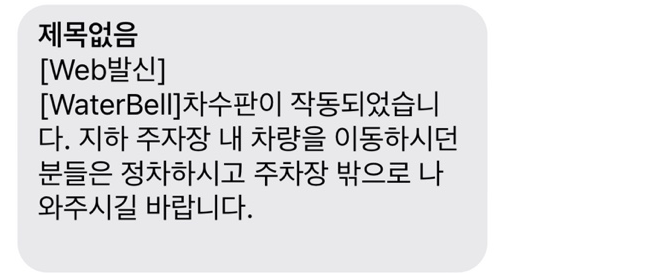 제목없음
[Web발신]
[WaterBell]차수판이 작동되었습니
다. 지하 주자장 내 차량을 이동하시던
분들은 정차하시고 주차장 밖으로 나
와주시길 바랍니다.